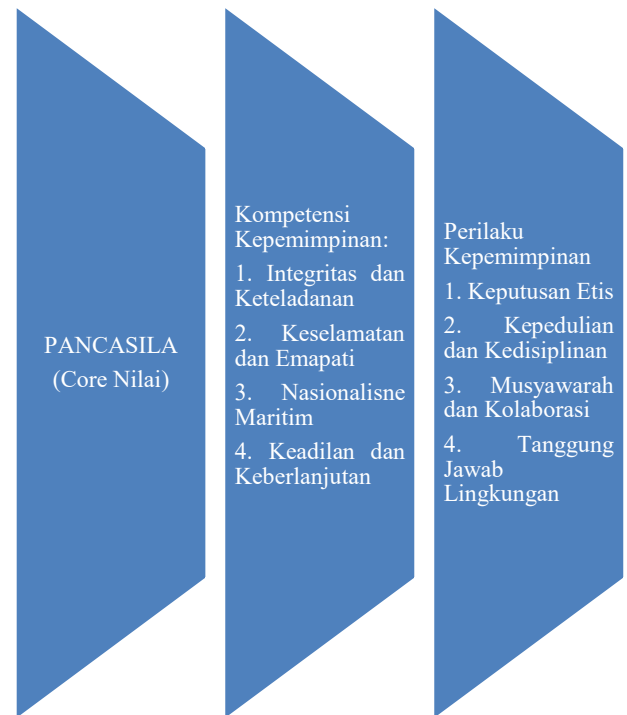 PANCASILA
(Core Nilai)
Kompetensi
Kepemimpinan:
1. Integritas dan
Keteladanan
2. Keselamatan
dan Emapati
3. Nasionalisne
Maritim
4. Keadilan dan
Keberlanjutan
Perilaku
Kepemimpinan
1. Keputusan Etis
2. Kepedulian
dan Kedisiplinan
3. Musyawarah
dan Kolaborasi
4. Tanggung
Jawab
Lingkungan